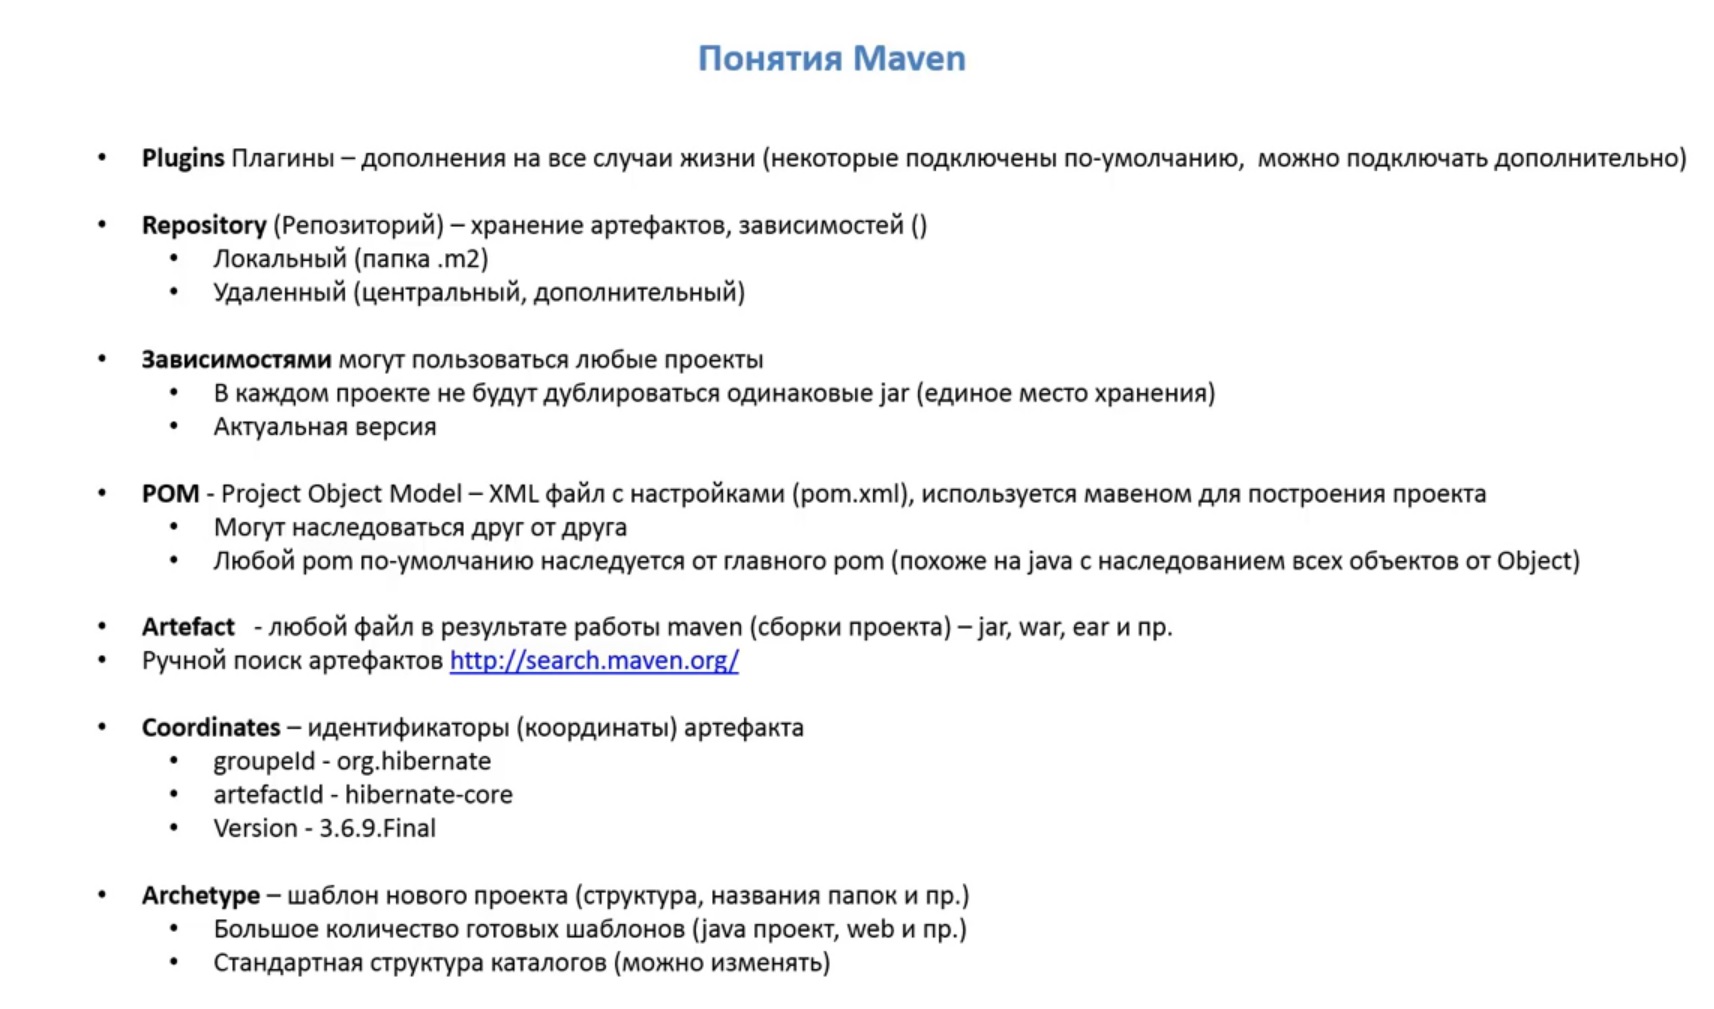 Понятия Maven
• Plugins Плагины – дополнения на все случаи жизни (некоторые подключены по-умолчанию, можно подключать дополнительно)
• Repository (Репозиторий) – хранение артефактов, зависимостей ()
• Локальный (папка .m2)
• Удаленный (центральный, дополнительный)
• Зависимостями могут пользоваться любые проекты
• В каждом проекте не будут дублироваться одинаковые jar (единое место хранения)
• Актуальная версия
• POM - Project Object Model – XML файл с настройками (pom.xml), используется мавеном для построения проекта
• Могут наследоваться друг от друга
• Любой pom по-умолчанию наследуется от главного pom (похоже на java с наследованием всех объектов от Object)
• Artefact - любой файл в результате работы maven (сборки проекта) – jar, war, ear и пр.
• Ручной поиск артефактов http://search.maven.org/
• Coordinates – идентификаторы (координаты) артефакта
• groupeId - org.hibernate
• artefactId - hibernate-core
• Version - 3.6.9.Final
• Archetype – шаблон нового проекта (структура, названия папок и пр.)
• Большое количество готовых шаблонов (java проект, web и пр.)
• Стандартная структура каталогов (можно изменять)